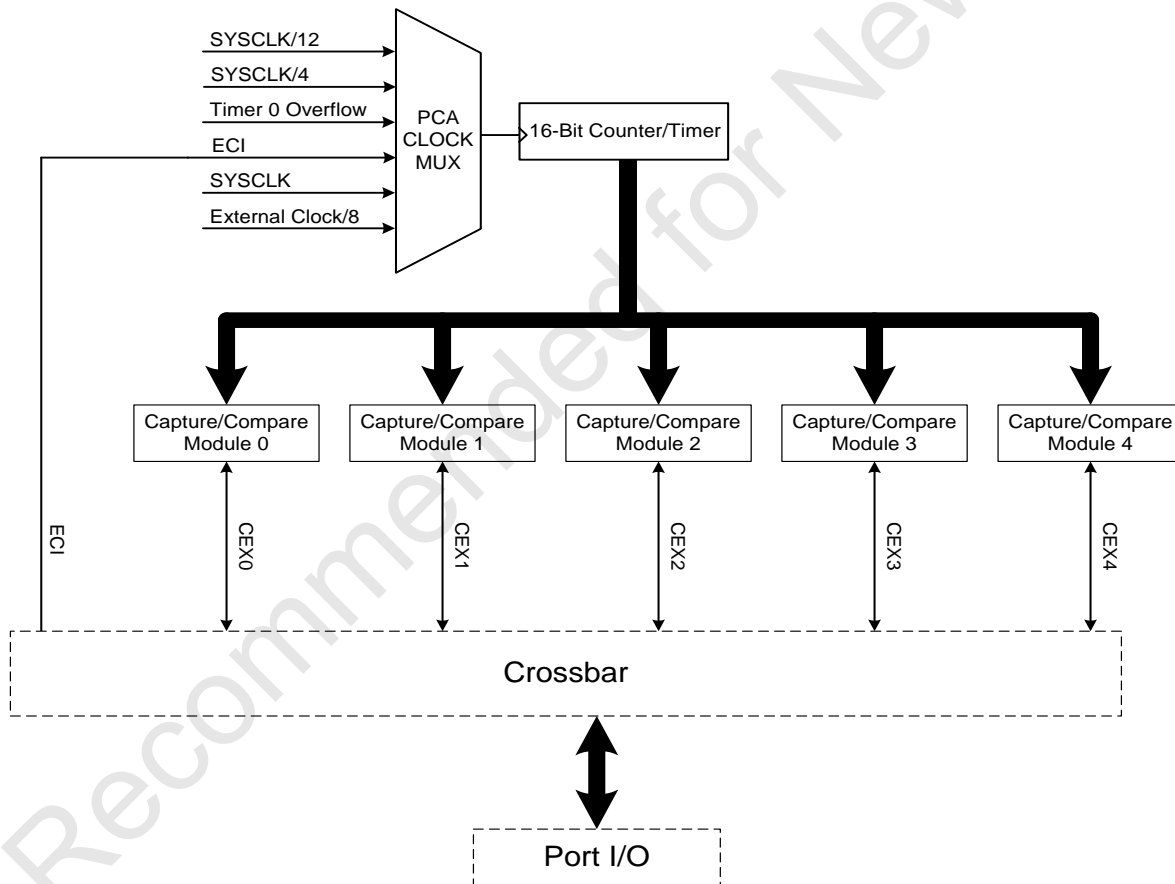 SYSCLK/12
SYSCLK/4
Timer 0 Overflow
ECI
SYSCLK
External Clock/8
PCA
CLOCK
MUX
16-Bit Counter/Timer
Capture/Compare
Module 0
Capture/Compare
Module 1
Capture/Compare
Module 2
Capture/Compare
Module 3
Capture/Compare
Module 4
ECI
CEX0
CEX1
CEX2
CEX3
CEX4
Crossbar
Port I/O
Recommended for New